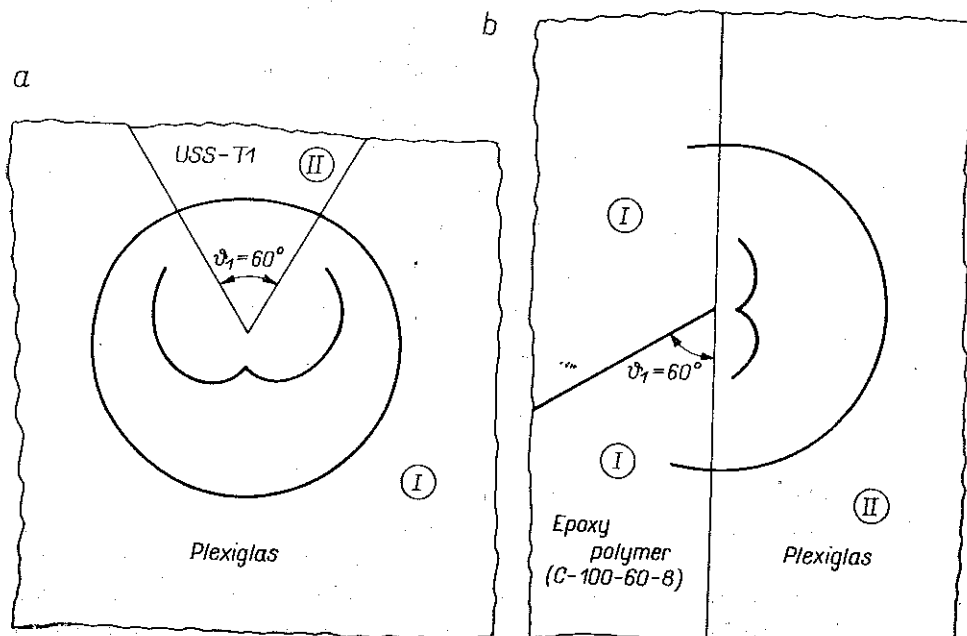 a
USS-T1
II
ϑ₁=60°
I
Plexiglas
b
I
ϑ₁=60°
I
II
Epoxy
polymer
(C-100-60-8)
Plexiglas